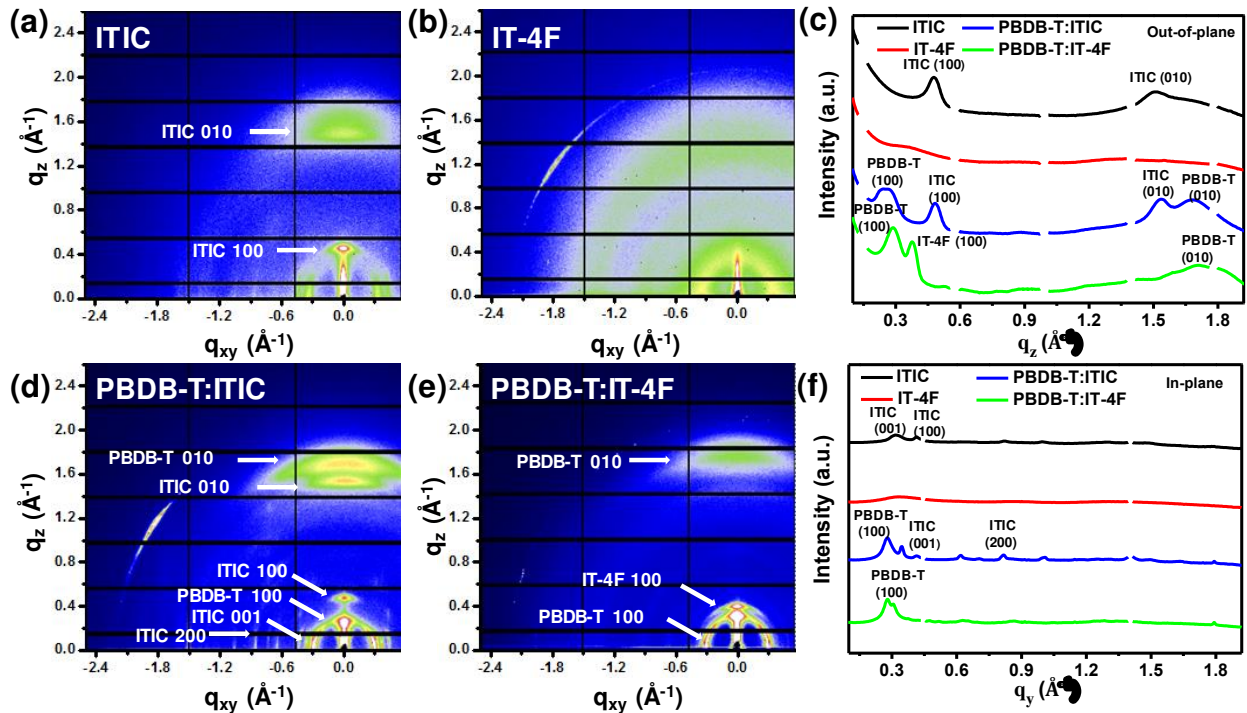 (a) ITIC
ITIC 010
ITIC 100
q_z (Å⁻¹)
2.4
2.0
1.6
1.2
0.8
0.4
0.0
-2.4 -1.8 -1.2 -0.6 0.0
q_xy (Å⁻¹)
(b) IT-4F
q_z (Å⁻¹)
2.4
2.0
1.6
1.2
0.8
0.4
0.0
-2.4 -1.8 -1.2 -0.6 0.0
q_xy (Å⁻¹)
(c)
ITIC PBDB-T:ITIC
IT-4F PBDB-T:IT-4F
Out-of-plane
ITIC (100)
ITIC (010)
PBDB-T
(100)
ITIC
(100)
ITIC
(010)
PBDB-T
(010)
PBDB-T
(100)
IT-4F (100)
PBDB-T
(010)
Intensity (a.u.)
0.3 0.6 0.9 1.2 1.5 1.8
q_z (Å
(d) PBDB-T:ITIC
PBDB-T 010
ITIC 010
ITIC 100
PBDB-T 100
ITIC 001
ITIC 200
q_z (Å⁻¹)
2.4
2.0
1.6
1.2
0.8
0.4
0.0
-2.4 -1.8 -1.2 -0.6 0.0
q_xy (Å⁻¹)
(e) PBDB-T:IT-4F
PBDB-T 010
IT-4F 100
PBDB-T 100
q_z (Å⁻¹)
2.4
2.0
1.6
1.2
0.8
0.4
0.0
-2.4 -1.8 -1.2 -0.6 0.0
q_xy (Å⁻¹)
(f)
ITIC PBDB-T:ITIC
IT-4F PBDB-T:IT-4F
In-plane
ITIC
(001)
ITIC
(100)
PBDB-T
(100)
ITIC
(001)
ITIC
(200)
PBDB-T
(100)
Intensity (a.u.)
0.3 0.6 0.9 1.2 1.5 1.8
q_y (Å